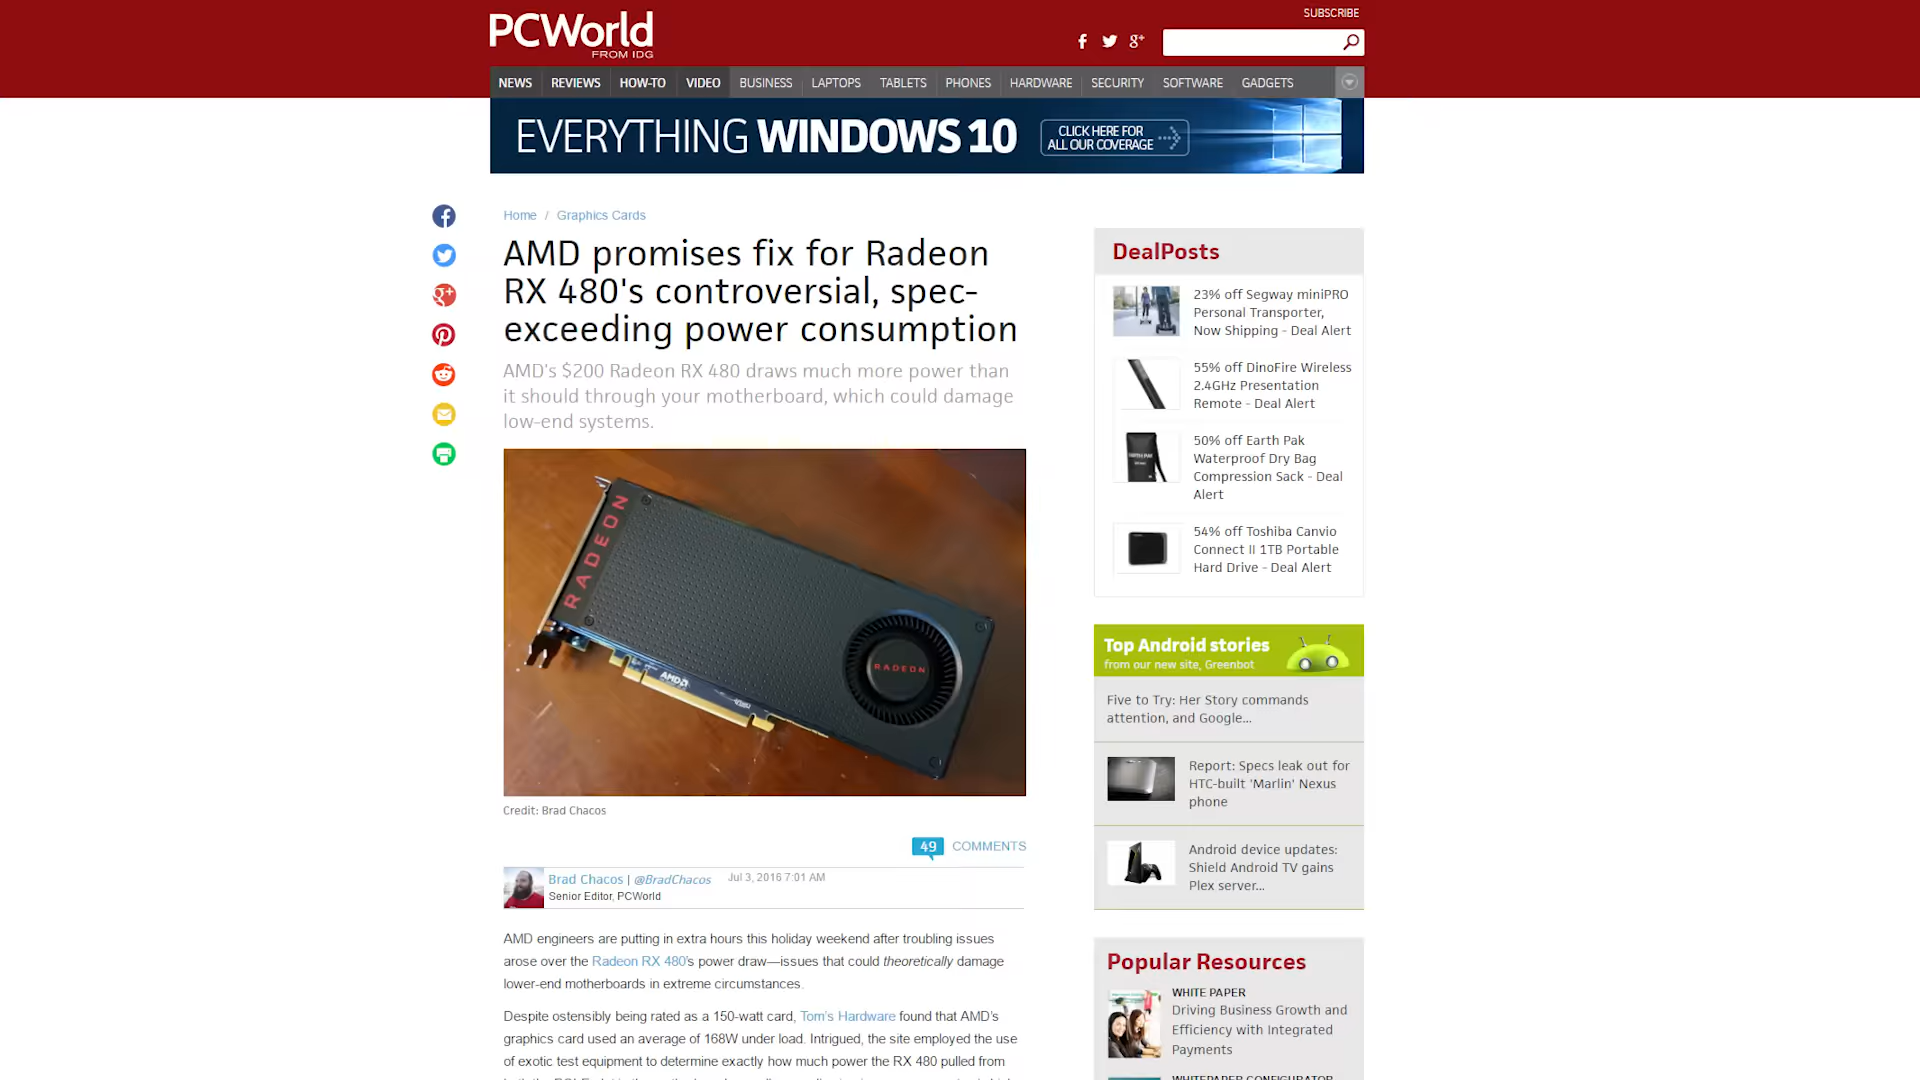 SUBSCRIBE
PCWorld
FROM IDG
NEWS REVIEWS HOW-TO VIDEO BUSINESS LAPTOPS TABLETS PHONES HARDWARE SECURITY SOFTWARE GADGETS
EVERYTHING WINDOWS 10
CLICK HERE FOR
ALL OUR COVERAGE
Home / Graphics Cards
AMD promises fix for Radeon
RX 480's controversial, spec-
exceeding power consumption
AMD's $200 Radeon RX 480 draws much more power than
it should through your motherboard, which could damage
low-end systems.
RADEON
RADEON
AMD
Credit: Brad Chacos
49 COMMENTS
Brad Chacos | @BradChacos Jul 3, 2016 7:01 AM
Senior Editor, PCWorld
AMD engineers are putting in extra hours this holiday weekend after troubling issues
arose over the Radeon RX 480's power draw—issues that could theoretically damage
lower-end motherboards in extreme circumstances.
Despite ostensibly being rated as a 150-watt card, Tom's Hardware found that AMD's
graphics card used an average of 168W under load. Intrigued, the site employed the use
of exotic test equipment to determine exactly how much power the RX 480 pulled from
DealPosts
23% off Segway miniPRO
Personal Transporter,
Now Shipping - Deal Alert
55% off DinoFire Wireless
2.4GHz Presentation
Remote - Deal Alert
50% off Earth Pak
Waterproof Dry Bag
Compression Sack - Deal
Alert
54% off Toshiba Canvio
Connect II 1TB Portable
Hard Drive - Deal Alert
Top Android stories
from our new site, Greenbot
Five to Try: Her Story commands
attention, and Google...
Report: Specs leak out for
HTC-built 'Marlin' Nexus
phone
Android device updates:
Shield Android TV gains
Plex server...
Popular Resources
WHITE PAPER
Driving Business Growth and
Efficiency with Integrated
Payments